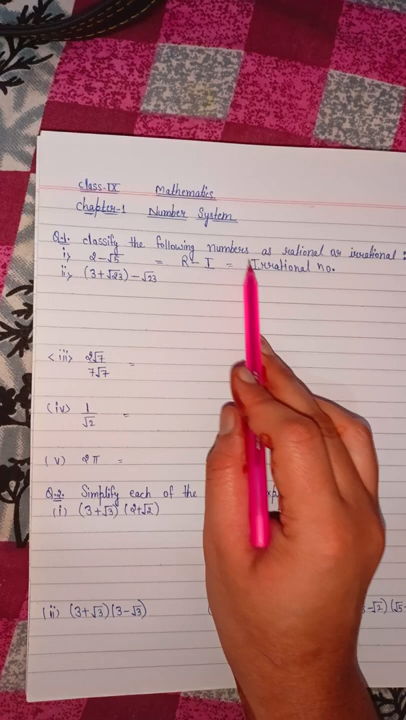 Class-IX Mathematics
Chapter-1 Number System
Q.1. classify the following numbers as rational or irrational :
i) 2-√5 = R - I = Irrational no.
ii) (3+√23)-√23
(iii) 2√7/7√7 =
(iv) 1/√2 =
(v) 2π =
Q.2. Simplify each of the
(i) (3+√3)(2+√2)
(ii) (3+√3)(3-√3) -√2)(√5